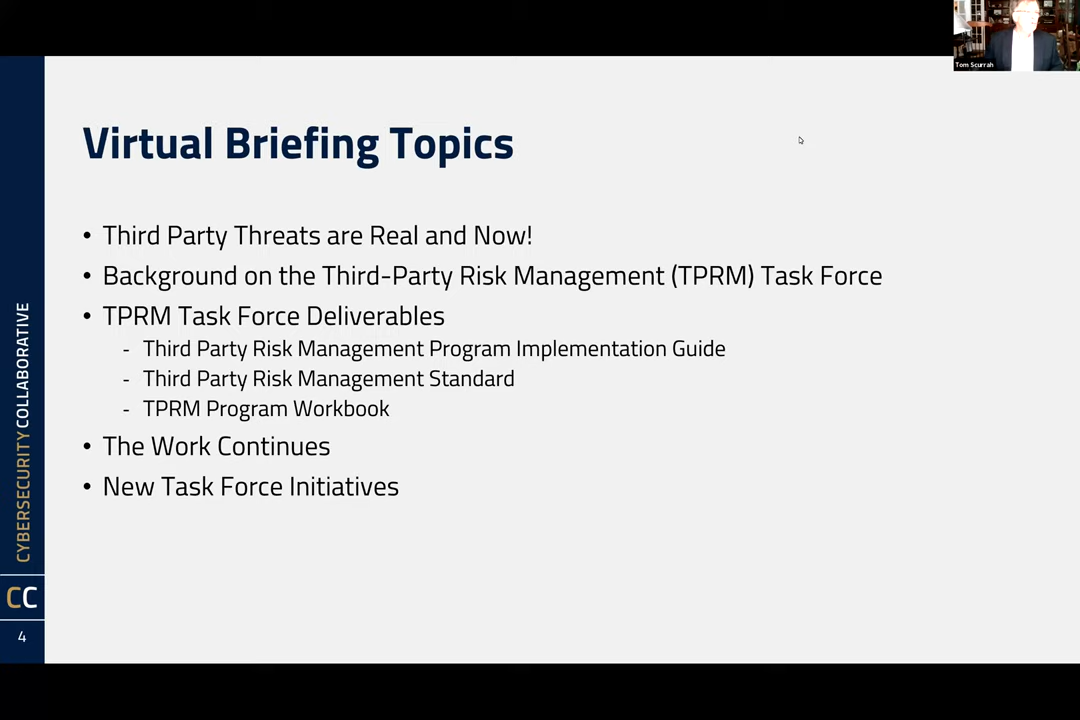 Tom Scurrah
Virtual Briefing Topics
• Third Party Threats are Real and Now!
• Background on the Third-Party Risk Management (TPRM) Task Force
• TPRM Task Force Deliverables
- Third Party Risk Management Program Implementation Guide
- Third Party Risk Management Standard
- TPRM Program Workbook
• The Work Continues
• New Task Force Initiatives
CYBERSECURITY COLLABORATIVE
CC
4